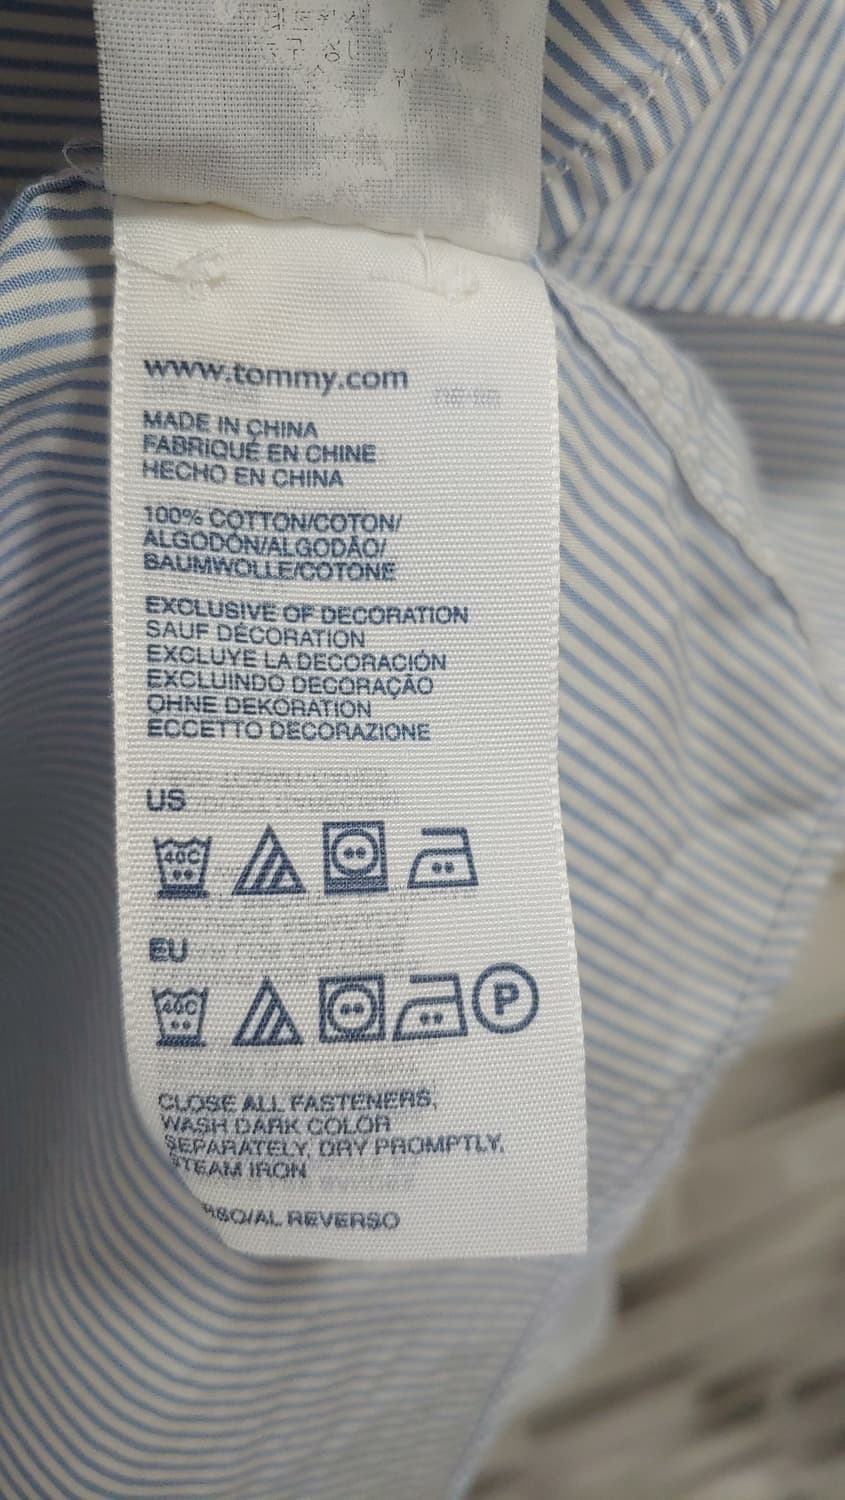 www.tommy.com
MADE IN CHINA
FABRIQUÉ EN CHINE
HECHO EN CHINA
100% COTTON/COTON/
ALGODÓN/ALGODÃO/
BAUMWOLLE/COTONE
EXCLUSIVE OF DECORATION
SAUF DÉCORATION
EXCLUYE LA DECORACIÓN
EXCLUINDO DECORAÇÃO
OHNE DEKORATION
ECCETTO DECORAZIONE
US
40C
EU
40C P
CLOSE ALL FASTENERS,
WASH DARK COLOR
SEPARATELY, DRY PROMPTLY,
STEAM IRON
/AL REVERSO